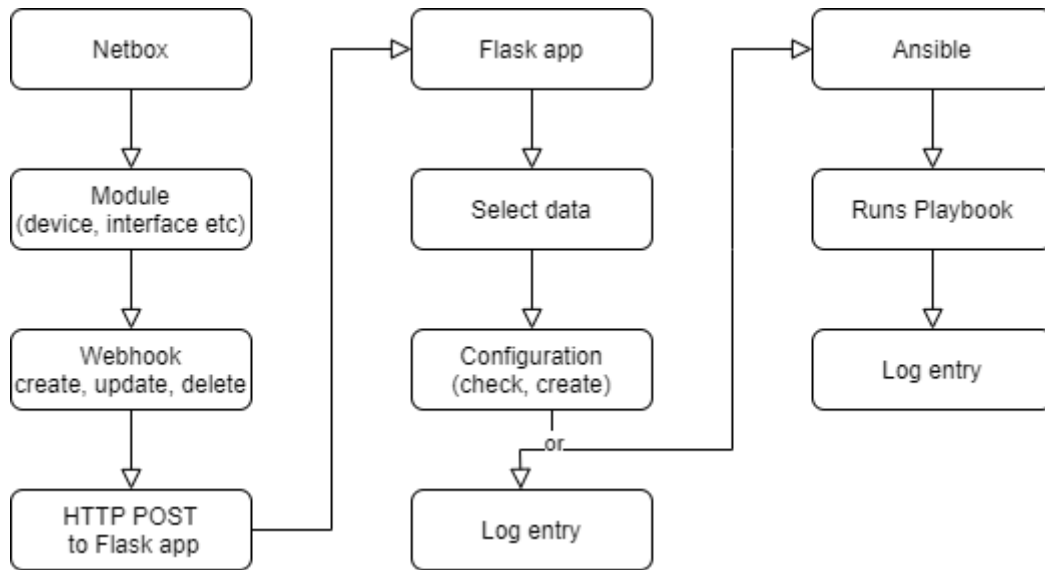 Netbox
Module
(device, interface etc)
Webhook
create, update, delete
HTTP POST
to Flask app
Flask app
Select data
Configuration
(check, create)
or
Log entry
Ansible
Runs Playbook
Log entry